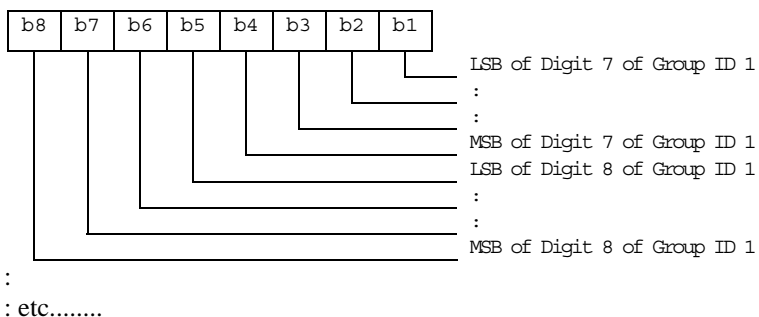 b8 b7 b6 b5 b4 b3 b2 b1
LSB of Digit 7 of Group ID 1
:
:
MSB of Digit 7 of Group ID 1
LSB of Digit 8 of Group ID 1
:
:
MSB of Digit 8 of Group ID 1
:
: etc........